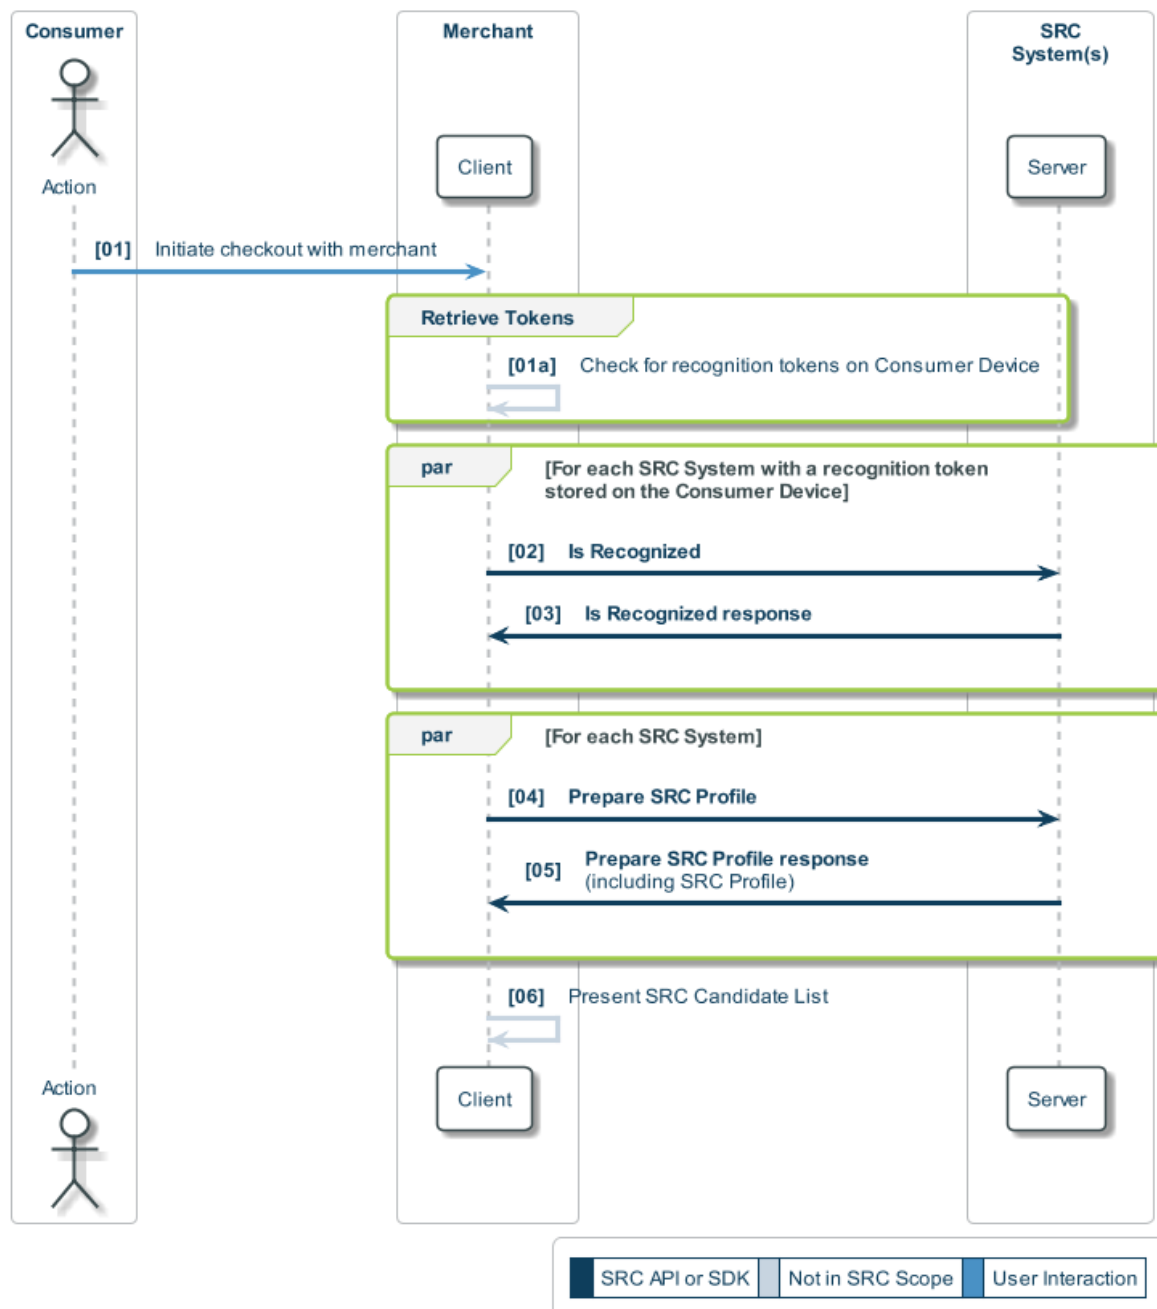 Consumer
Merchant
SRC
System(s)
Action
Client
Server
[01] Initiate checkout with merchant
Retrieve Tokens
[01a] Check for recognition tokens on Consumer Device
par [For each SRC System with a recognition token
stored on the Consumer Device]
[02] Is Recognized
[03] Is Recognized response
par [For each SRC System]
[04] Prepare SRC Profile
[05] Prepare SRC Profile response
(including SRC Profile)
[06] Present SRC Candidate List
Action
Client
Server
SRC API or SDK Not in SRC Scope User Interaction